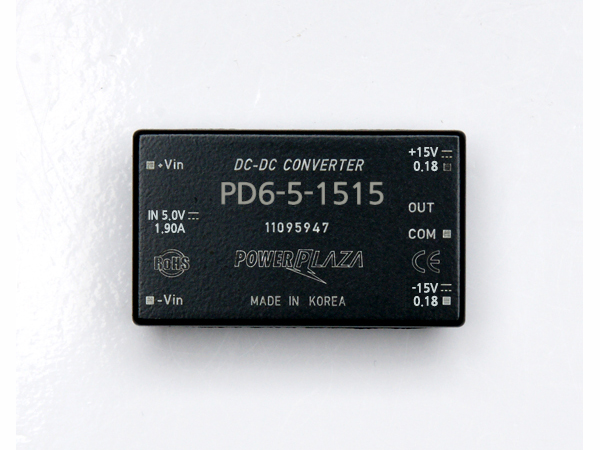 DC-DC CONVERTER
+15V ⎓
+Vin
0.18
PD6-5-1515
IN 5.0V ⎓
1.90A
OUT
11095947
COM
RoHS
POWERPLAZA
CE
-15V ⎓
-Vin
MADE IN KOREA
0.18